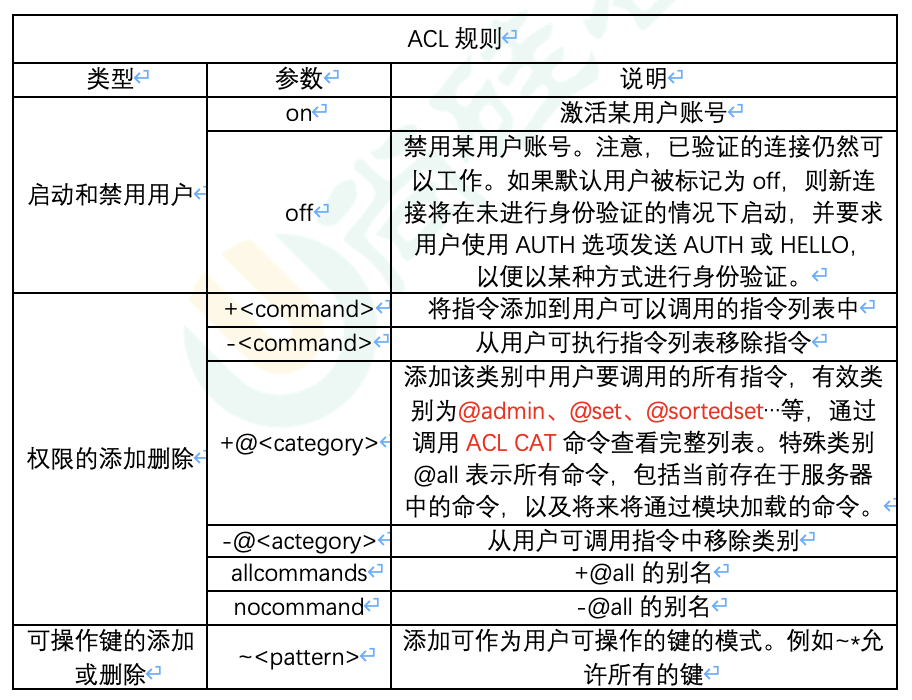 ACL 规则
类型 参数 说明
启动和禁用用户
on 激活某用户账号
off
禁用某用户账号。注意，已验证的连接仍然可
以工作。如果默认用户被标记为 off，则新连
接将在未进行身份验证的情况下启动，并要求
用户使用 AUTH 选项发送 AUTH 或 HELLO，
以便以某种方式进行身份验证。
权限的添加删除
+<command> 将指令添加到用户可以调用的指令列表中
-<command> 从用户可执行指令列表移除指令
+@<category>
添加该类别中用户要调用的所有指令，有效类
别为@admin、@set、@sortedset…等，通过
调用 ACL CAT 命令查看完整列表。特殊类别
@all 表示所有命令，包括当前存在于服务器
中的命令，以及将来将通过模块加载的命令。
-@<actegory> 从用户可调用指令中移除类别
allcommands +@all 的别名
nocommand -@all 的别名
可操作键的添加
或删除
~<pattern>
添加可作为用户可操作的键的模式。例如~*允
许所有的键